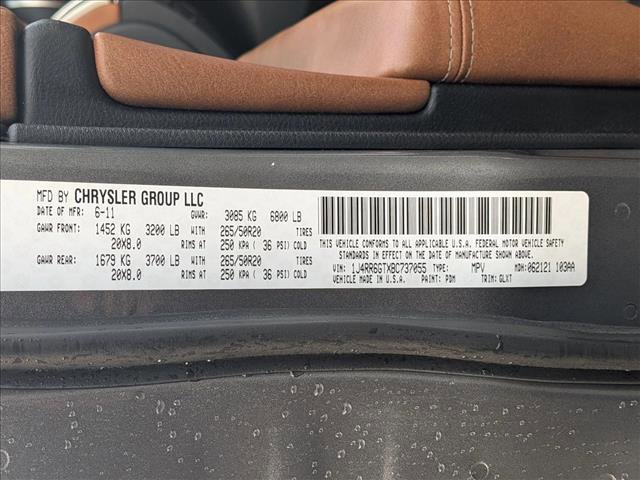 MFD BY CHRYSLER GROUP LLC
DATE OF MFR: 6-11 GVWR: 3085 KG 6800 LB
GAWR FRONT: 1452 KG 3200 LB WITH 265/50R20 TIRES
20X8.0 RIMS AT 250 KPA ( 36 PSI) COLD
GAWR REAR: 1679 KG 3700 LB WITH 265/50R20 TIRES
20X8.0 RIMS AT 250 KPA ( 36 PSI) COLD
THIS VEHICLE CONFORMS TO ALL APPLICABLE U.S.A. FEDERAL MOTOR VEHICLE SAFETY
STANDARDS IN EFFECT ON THE DATE OF MANUFACTURE SHOWN ABOVE.
VIN: 1J4RR6GTXBC737055 TYPE: MPV MDH: 062121 103AA
VEHICLE MADE IN U.S.A. PAINT: PDM TRIM: GLXT